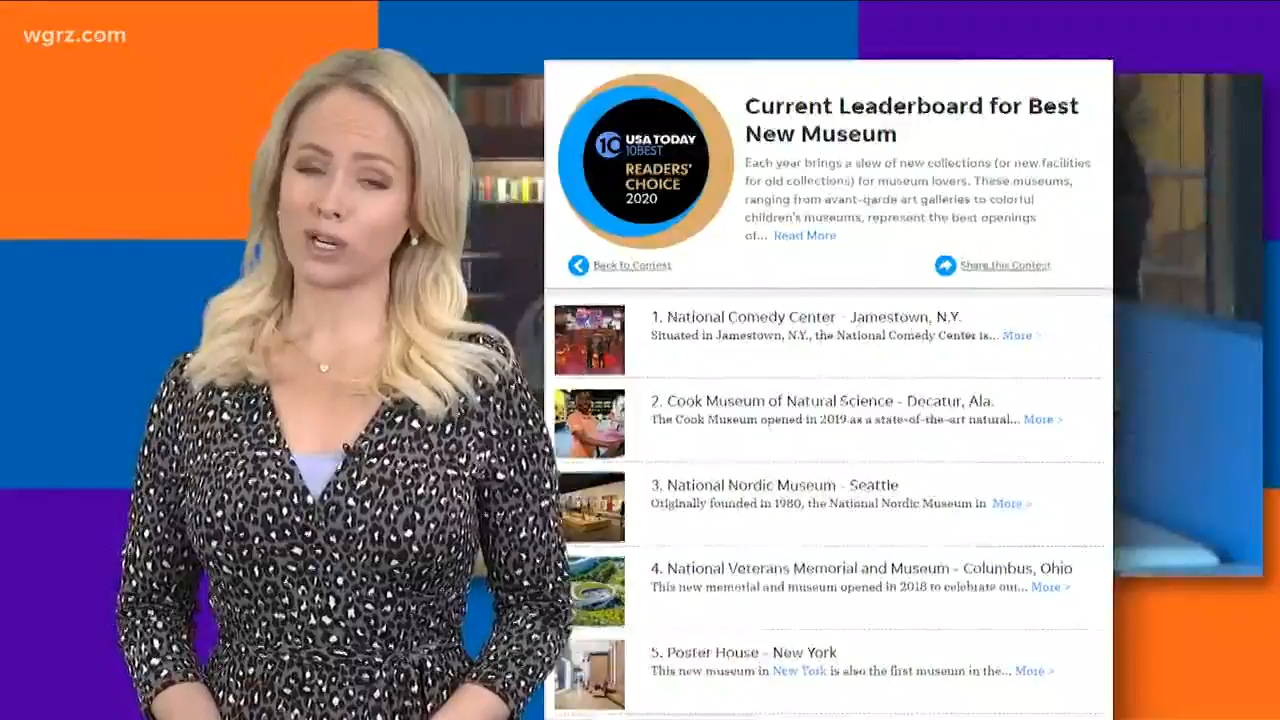 wgrz.com
10
USA TODAY
10BEST
READERS'
CHOICE
2020
Current Leaderboard for Best
New Museum
Each year brings a slew of new collections (or new facilities
for old collections) for museum lovers. These museums,
ranging from avant-garde art galleries to colorful
children's museums, represent the best openings
of... Read More
Back to Contest
Share this Contest
1. National Comedy Center - Jamestown, N.Y.
Situated in Jamestown, N.Y., the National Comedy Center is... More >
2. Cook Museum of Natural Science - Decatur, Ala.
The Cook Museum opened in 2019 as a state-of-the-art natural... More >
3. National Nordic Museum - Seattle
Originally founded in 1980, the National Nordic Museum in More >
4. National Veterans Memorial and Museum - Columbus, Ohio
This new memorial and museum opened in 2018 to celebrate our... More >
5. Poster House - New York
This new museum in New York is also the first museum in the... More >